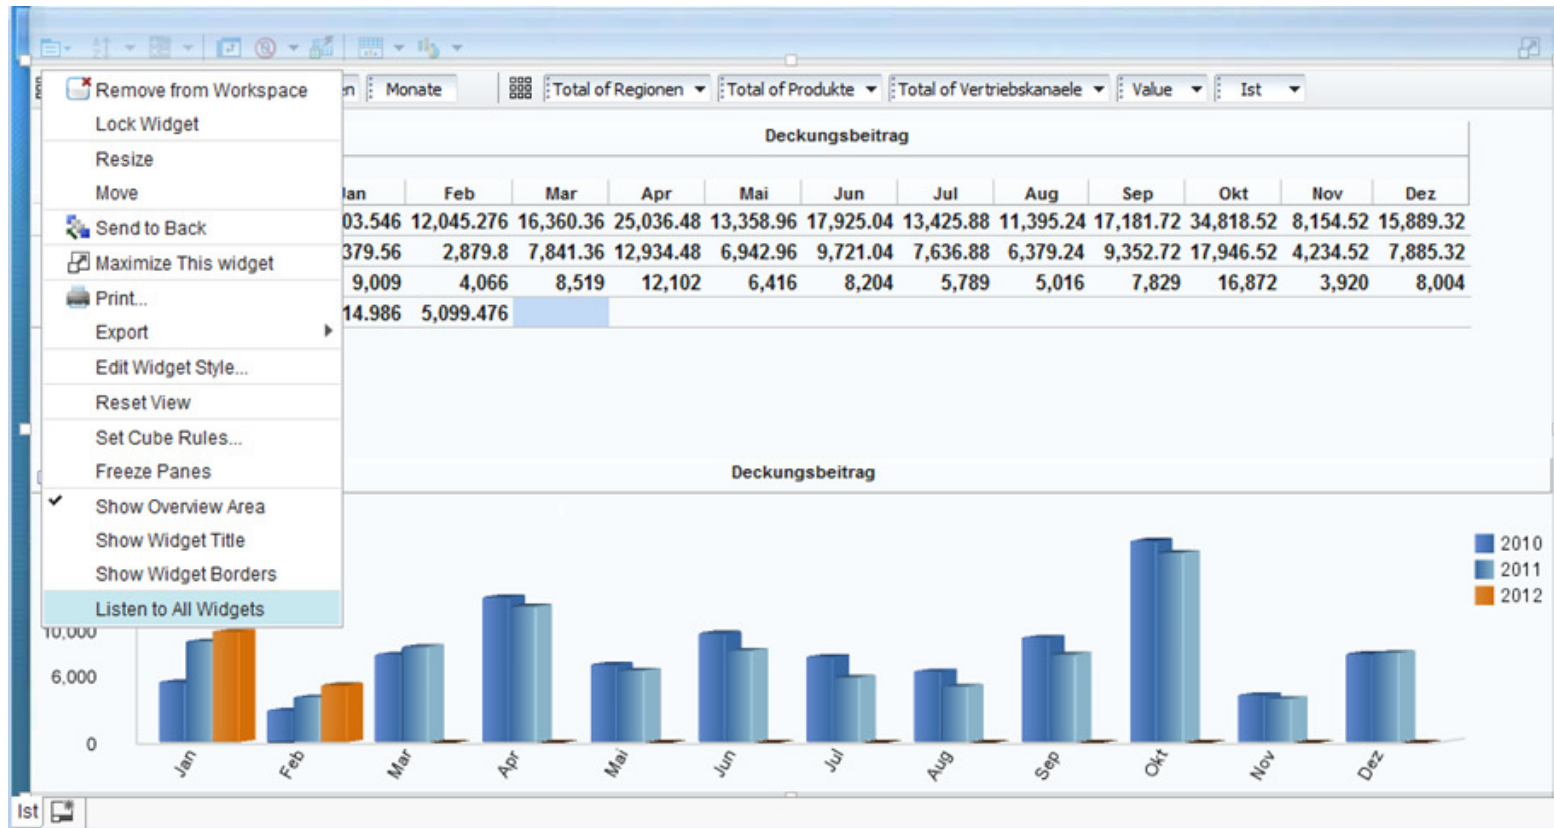 en Monate Total of Regionen Total of Produkte Total of Vertriebskanaele Value Ist
Remove from Workspace
Lock Widget
Resize
Move
Send to Back
Maximize This widget
Print...
Export
Edit Widget Style...
Reset View
Set Cube Rules...
Freeze Panes
Show Overview Area
Show Widget Title
Show Widget Borders
Listen to All Widgets
Deckungsbeitrag
Jan Feb Mar Apr Mai Jun Jul Aug Sep Okt Nov Dez
03.546 12,045.276 16,360.36 25,036.48 13,358.96 17,925.04 13,425.88 11,395.24 17,181.72 34,818.52 8,154.52 15,889.32
379.56 2,879.8 7,841.36 12,934.48 6,942.96 9,721.04 7,636.88 6,379.24 9,352.72 17,946.52 4,234.52 7,885.32
9,009 4,066 8,519 12,102 6,416 8,204 5,789 5,016 7,829 16,872 3,920 8,004
14.986 5,099.476
Deckungsbeitrag
2010
2011
2012
10,000
6,000
0
Jan Feb Mar Apr Mai Jun Jul Aug Sep Okt Nov Dez
Ist